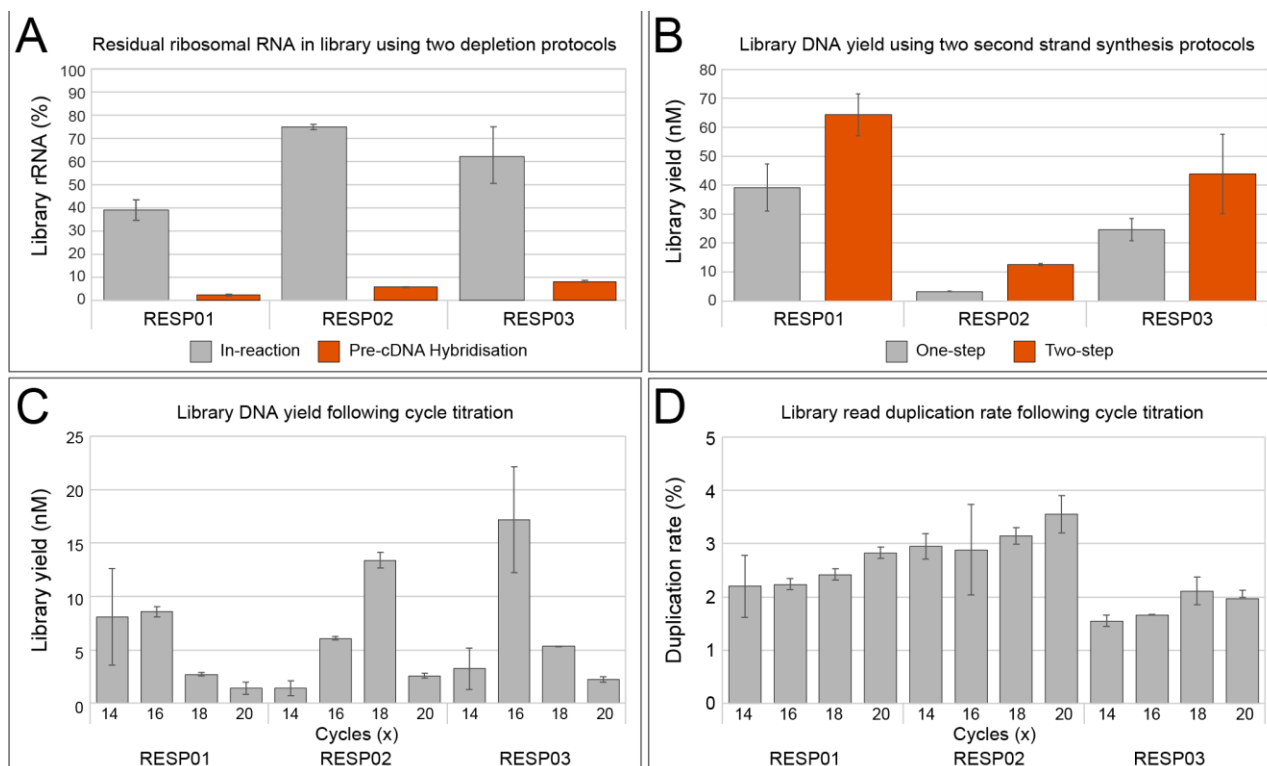 A
Residual ribosomal RNA in library using two depletion protocols
Library rRNA (%)
100
90
80
70
60
50
40
30
20
10
0
RESP01 RESP02 RESP03
In-reaction Pre-cDNA Hybridisation
B
Library DNA yield using two second strand synthesis protocols
Library yield (nM)
80
70
60
50
40
30
20
10
0
RESP01 RESP02 RESP03
One-step Two-step
C
Library DNA yield following cycle titration
Library yield (nM)
25
20
15
10
5
0
14 16 18 20 14 16 18 20 14 16 18 20
Cycles (x)
RESP01 RESP02 RESP03
D
Library read duplication rate following cycle titration
Duplication rate (%)
5
4
3
2
1
0
14 16 18 20 14 16 18 20 14 16 18 20
Cycles (x)
RESP01 RESP02 RESP03